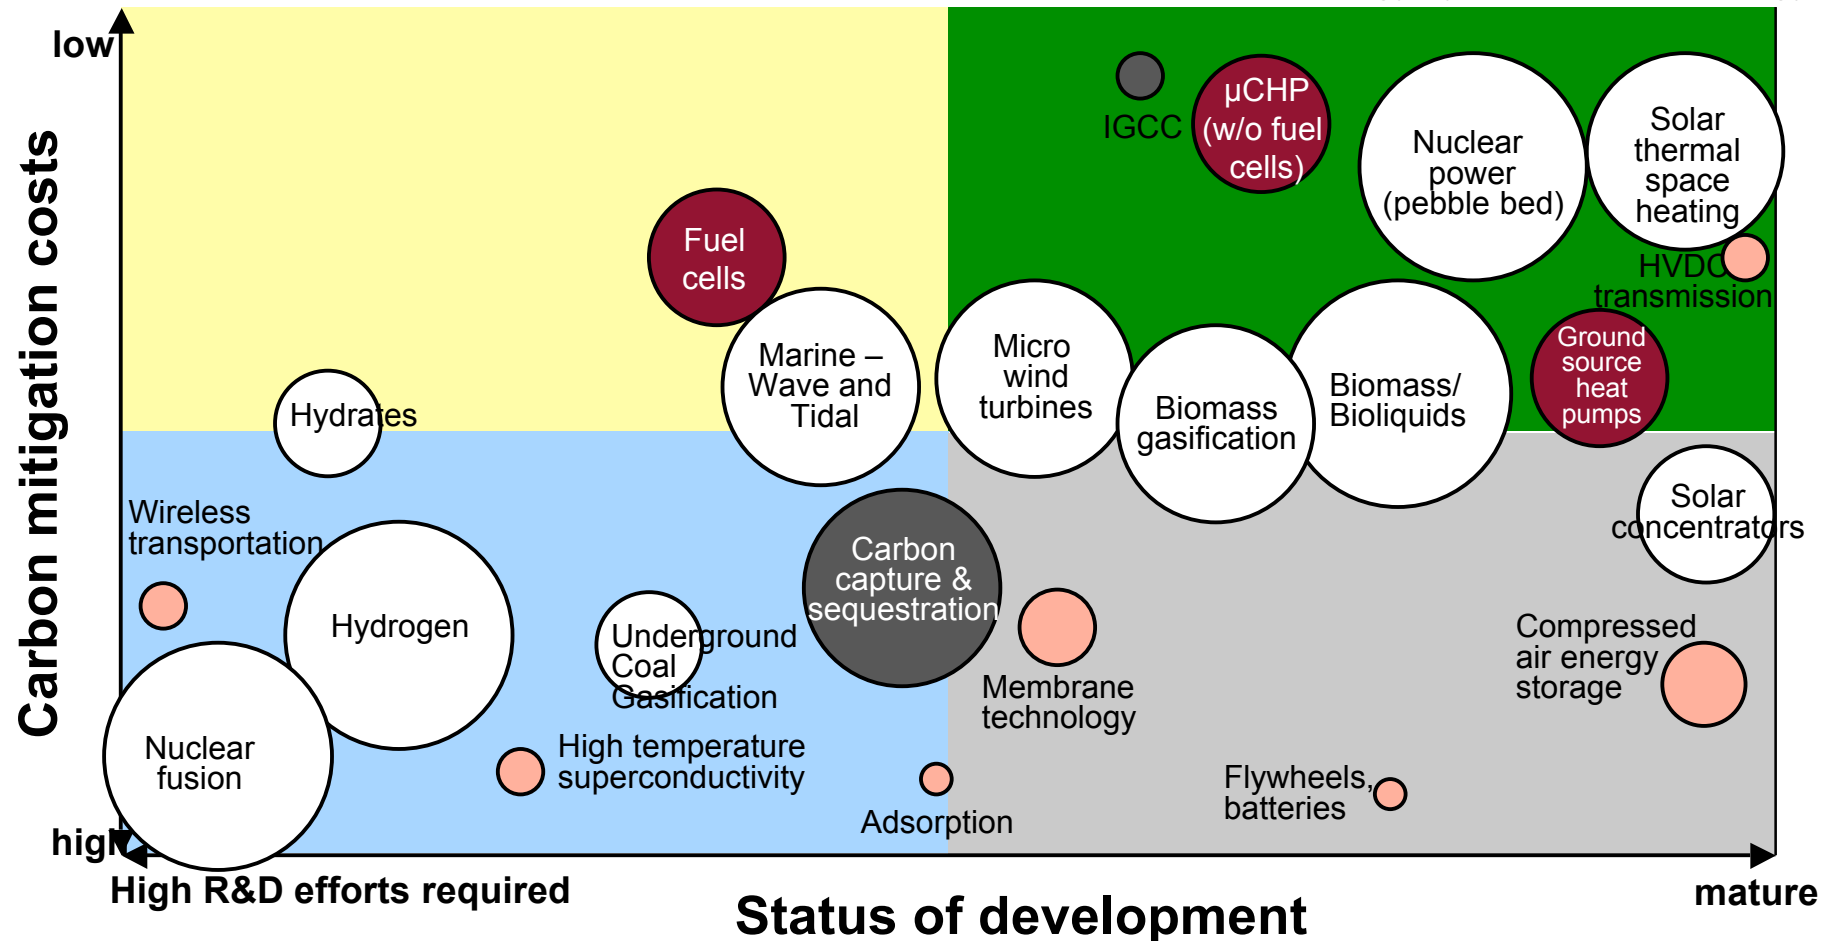 low
Carbon mitigation costs
high
IGCC
µCHP
(w/o fuel
cells)
Nuclear
power
(pebble bed)
Solar
thermal
space
heating
HVDC
transmission
Fuel
cells
Marine –
Wave and
Tidal
Micro
wind
turbines
Biomass
gasification
Biomass/
Bioliquids
Ground
source
heat
pumps
Hydrates
Wireless
transportation
Hydrogen
Nuclear
fusion
Underground
Coal
Gasification
High temperature
superconductivity
Carbon
capture &
sequestration
Adsorption
Membrane
technology
Flywheels,
batteries
Solar
concentrators
Compressed
air energy
storage
High R&D efforts required
Status of development
mature